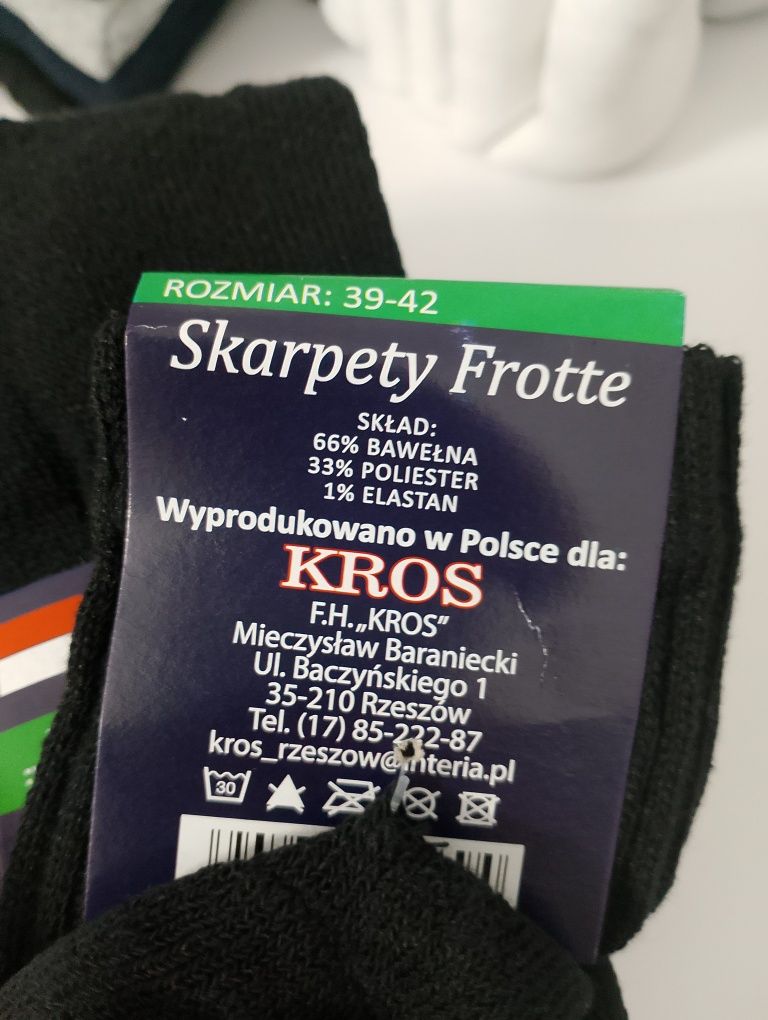 ROZMIAR: 39-42
Skarpety Frotte
SKŁAD:
66% BAWEŁNA
33% POLIESTER
1% ELASTAN
Wyprodukowano w Polsce dla:
KROS
F.H.„KROS”
Mieczysław Baraniecki
Ul. Baczyńskiego 1
35-210 Rzeszów
Tel. (17) 85-222-87
kros_rzeszow@interia.pl
30